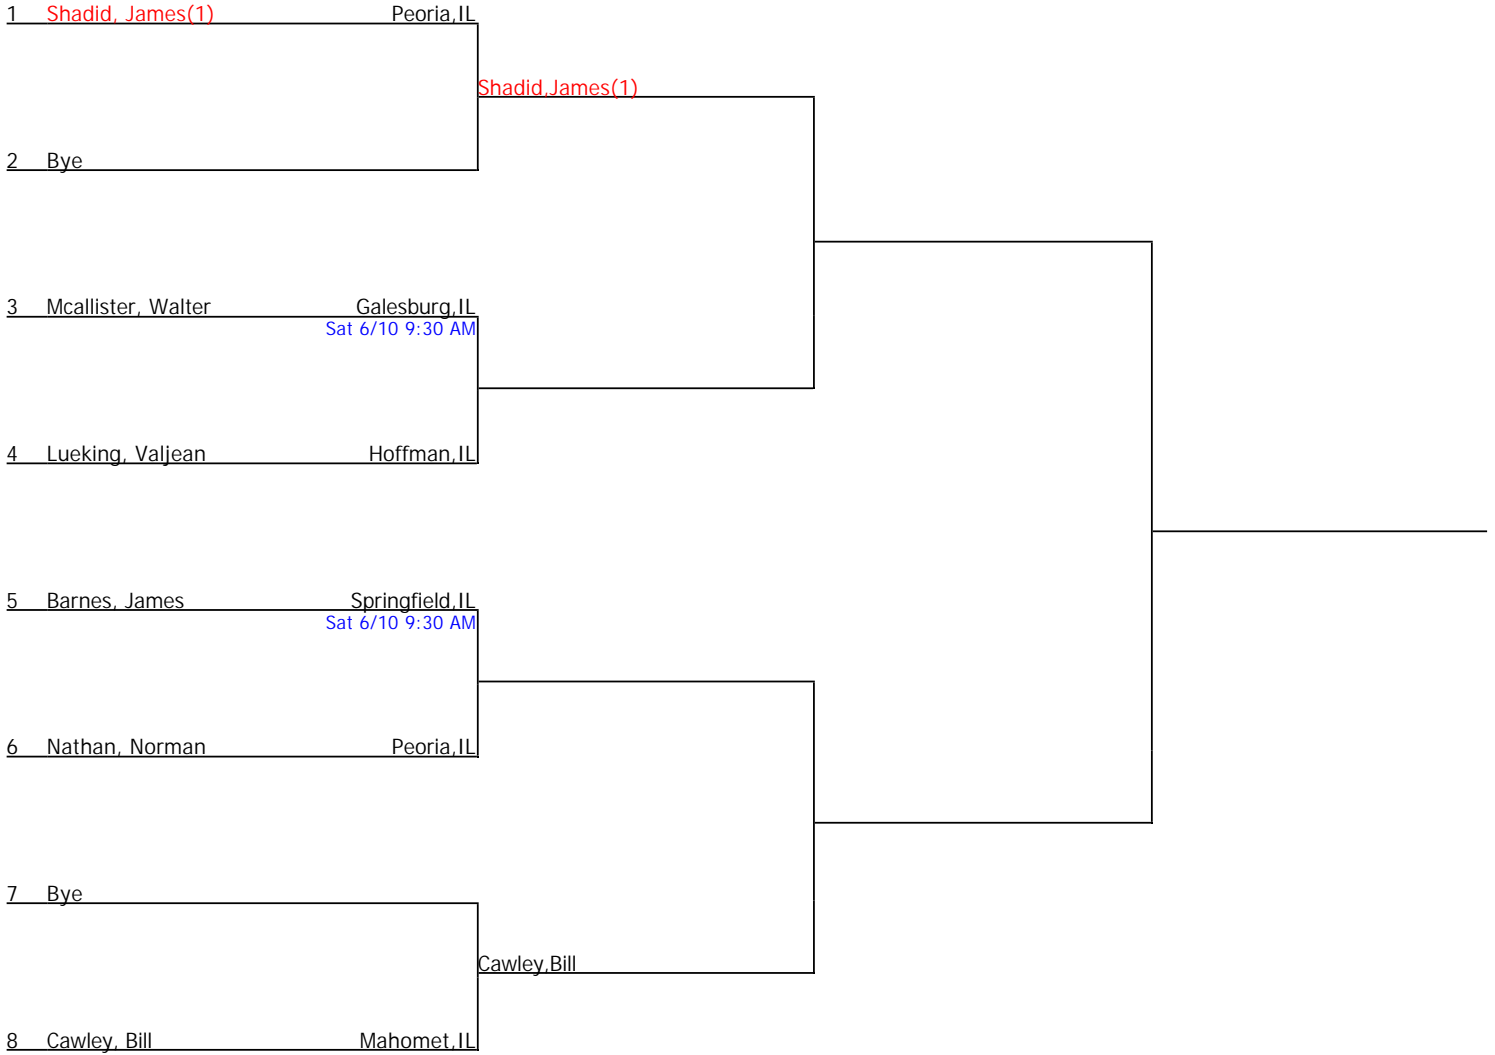 1 Shadid, James(1) Peoria,IL
Shadid,James(1)
2 Bye
3 Mcallister, Walter Galesburg,IL
Sat 6/10 9:30 AM
4 Lueking, Valjean Hoffman,IL
5 Barnes, James Springfield,IL
Sat 6/10 9:30 AM
6 Nathan, Norman Peoria,IL
7 Bye
Cawley,Bill
8 Cawley, Bill Mahomet,IL